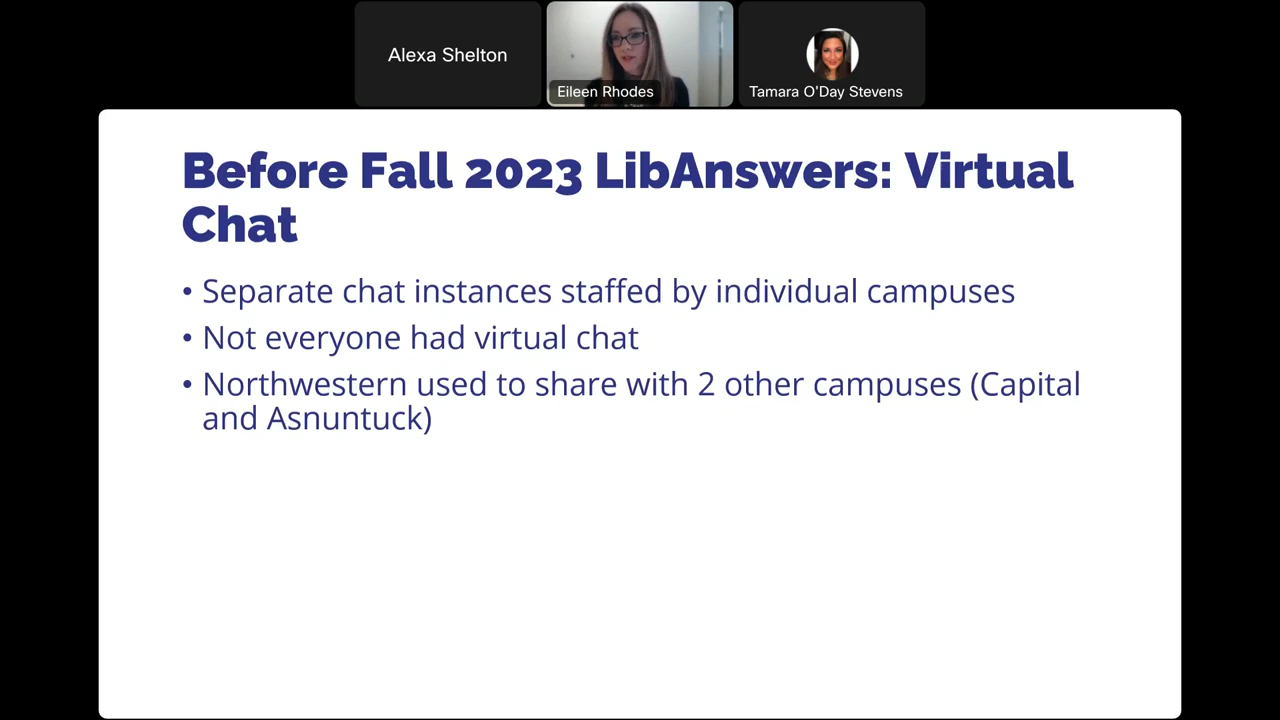 Alexa Shelton
Eileen Rhodes
Tamara O'Day Stevens
Before Fall 2023 LibAnswers: Virtual
Chat
• Separate chat instances staffed by individual campuses
• Not everyone had virtual chat
• Northwestern used to share with 2 other campuses (Capital
and Asnuntuck)